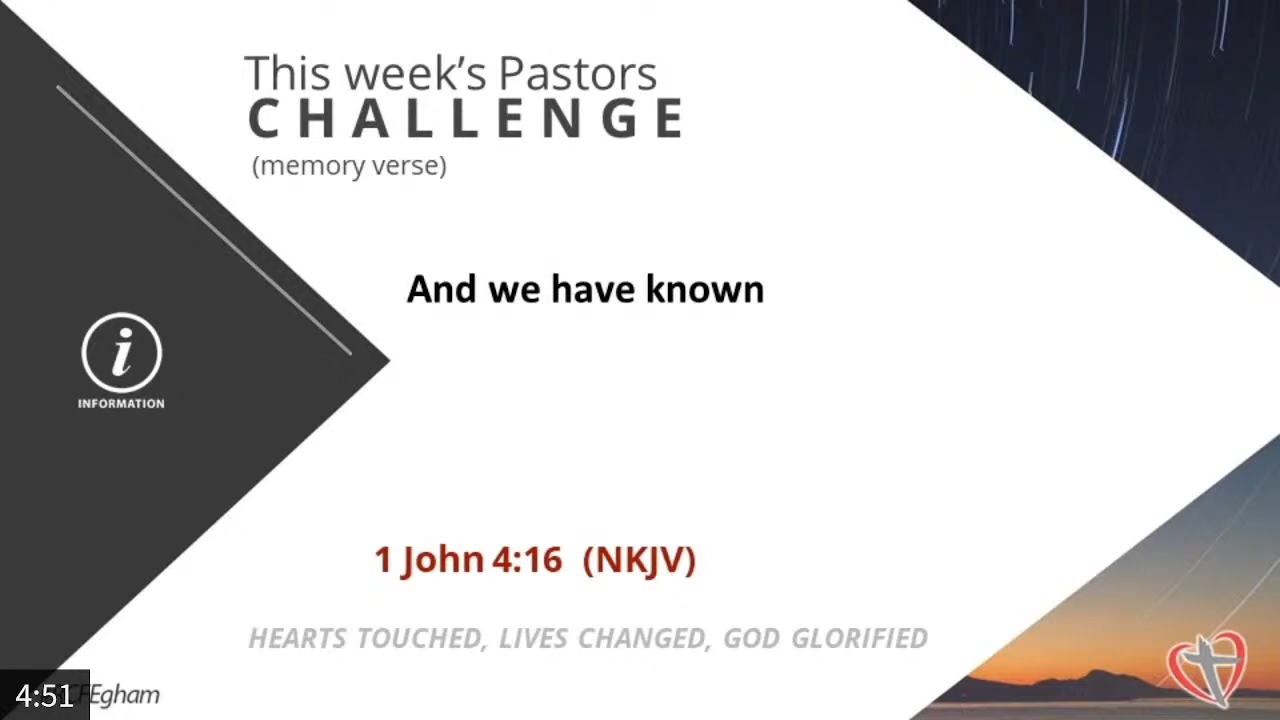 This week's Pastors
CHALLENGE
(memory verse)
And we have known
i
INFORMATION
1 John 4:16 (NKJV)
HEARTS TOUCHED, LIVES CHANGED, GOD GLORIFIED
4:51
Egham